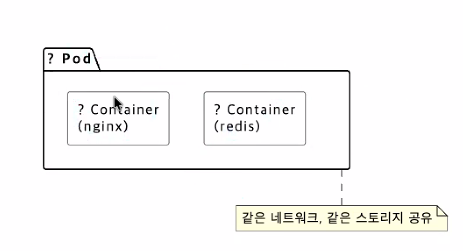 ? Pod
? Container
(nginx)
? Container
(redis)
같은 네트워크, 같은 스토리지 공유